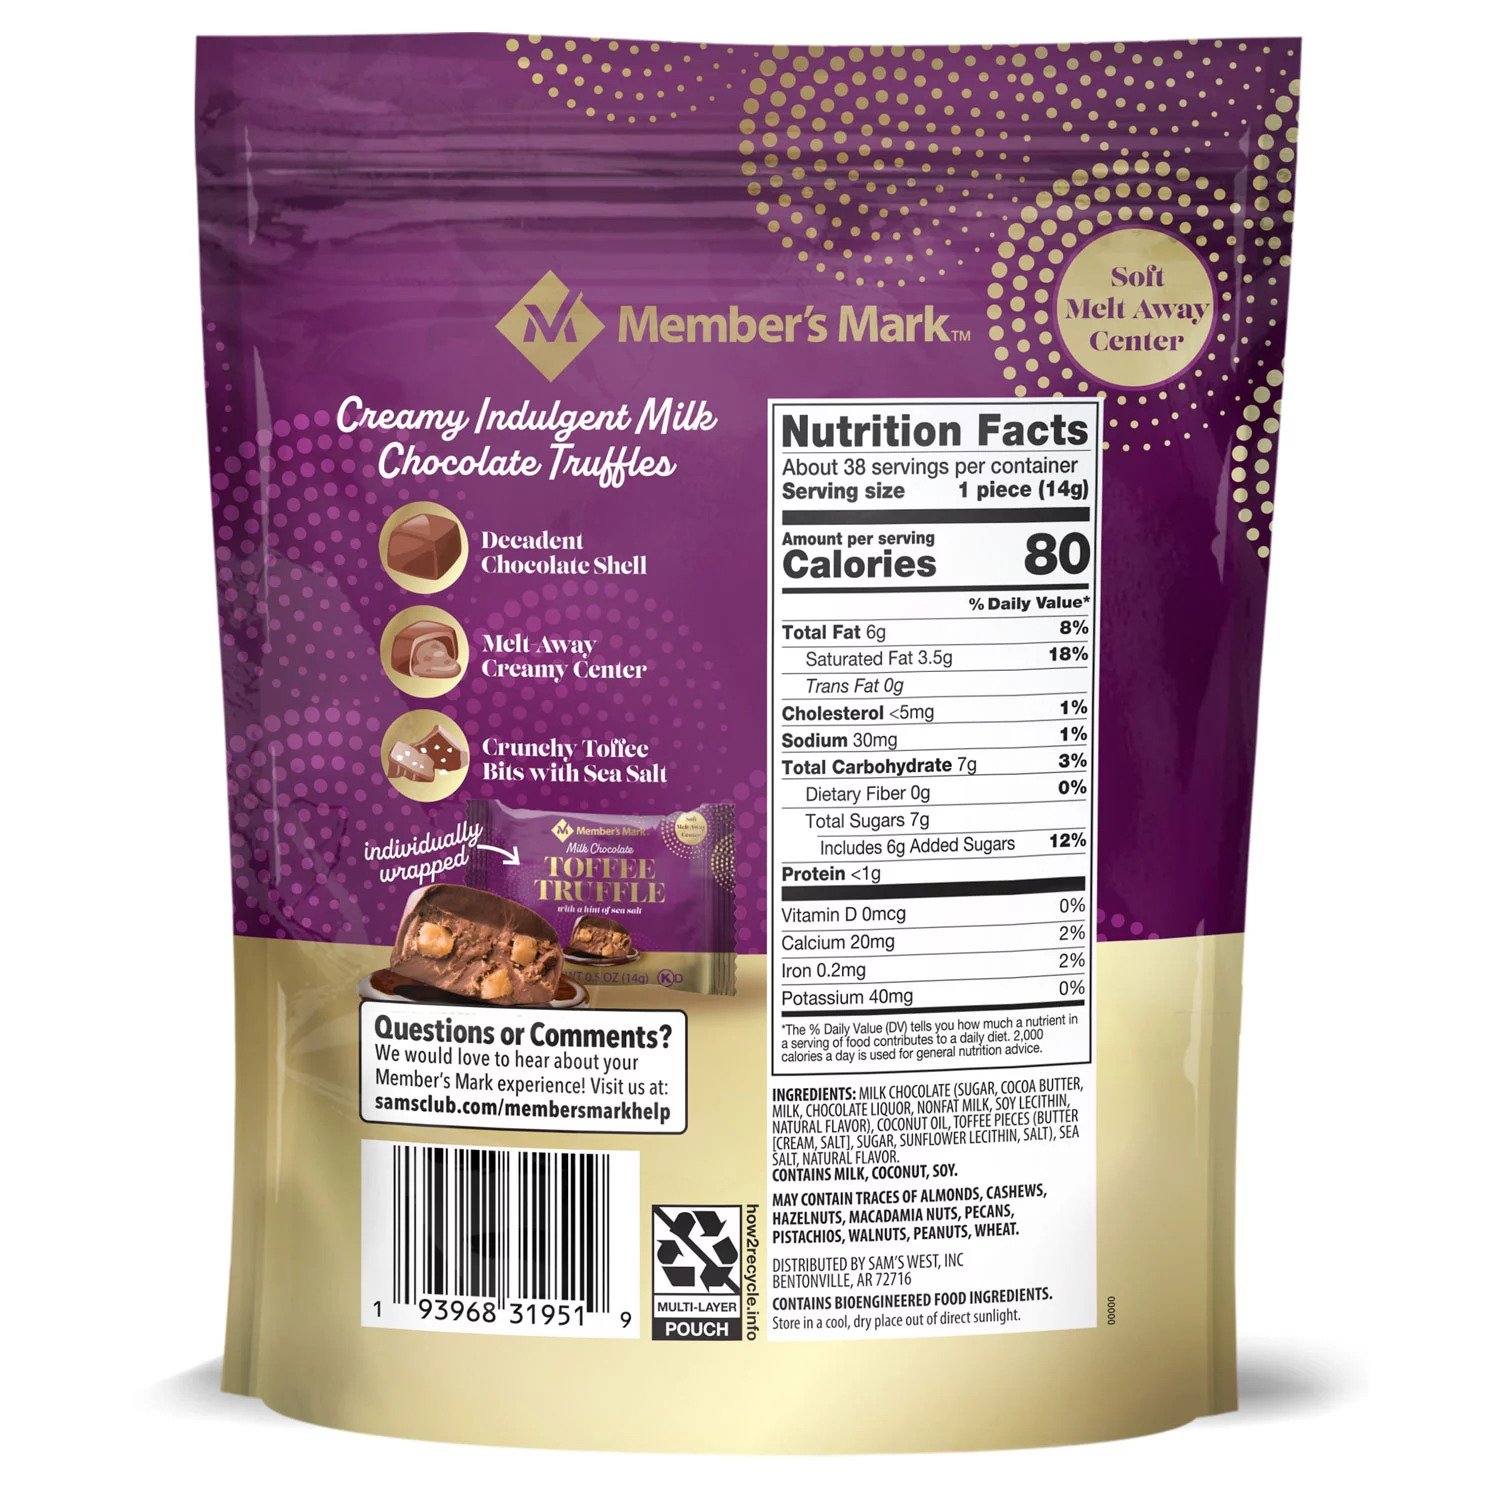 Soft
Melt Away
Center
Member's Mark™
Creamy Indulgent Milk
Chocolate Truffles
Decadent
Chocolate Shell
Melt-Away
Creamy Center
Crunchy Toffee
Bits with Sea Salt
individually
wrapped
Member's Mark
Soft
Melt Away
Center
Milk Chocolate
TOFFEE
TRUFFLE
with a hint of sea salt
WT 0.5 OZ (14g) KD
Questions or Comments?
We would love to hear about your
Member's Mark experience! Visit us at:
samsclub.com/membersmarkhelp
1 93968 31951 9
MULTI-LAYER
POUCH
how2recycle.info
Nutrition Facts
About 38 servings per container
Serving size 1 piece (14g)
Amount per serving
Calories 80
% Daily Value*
Total Fat 6g 8%
Saturated Fat 3.5g 18%
Trans Fat 0g
Cholesterol <5mg 1%
Sodium 30mg 1%
Total Carbohydrate 7g 3%
Dietary Fiber 0g 0%
Total Sugars 7g
Includes 6g Added Sugars 12%
Protein <1g
Vitamin D 0mcg 0%
Calcium 20mg 2%
Iron 0.2mg 2%
Potassium 40mg 0%
*The % Daily Value (DV) tells you how much a nutrient in
a serving of food contributes to a daily diet. 2,000
calories a day is used for general nutrition advice.
INGREDIENTS: MILK CHOCOLATE (SUGAR, COCOA BUTTER,
MILK, CHOCOLATE LIQUOR, NONFAT MILK, SOY LECITHIN,
NATURAL FLAVOR), COCONUT OIL, TOFFEE PIECES (BUTTER
[CREAM, SALT], SUGAR, SUNFLOWER LECITHIN, SALT), SEA
SALT, NATURAL FLAVOR.
CONTAINS MILK, COCONUT, SOY.
MAY CONTAIN TRACES OF ALMONDS, CASHEWS,
HAZELNUTS, MACADAMIA NUTS, PECANS,
PISTACHIOS, WALNUTS, PEANUTS, WHEAT.
DISTRIBUTED BY SAM'S WEST, INC
BENTONVILLE, AR 72716
CONTAINS BIOENGINEERED FOOD INGREDIENTS.
Store in a cool, dry place out of direct sunlight.
00000